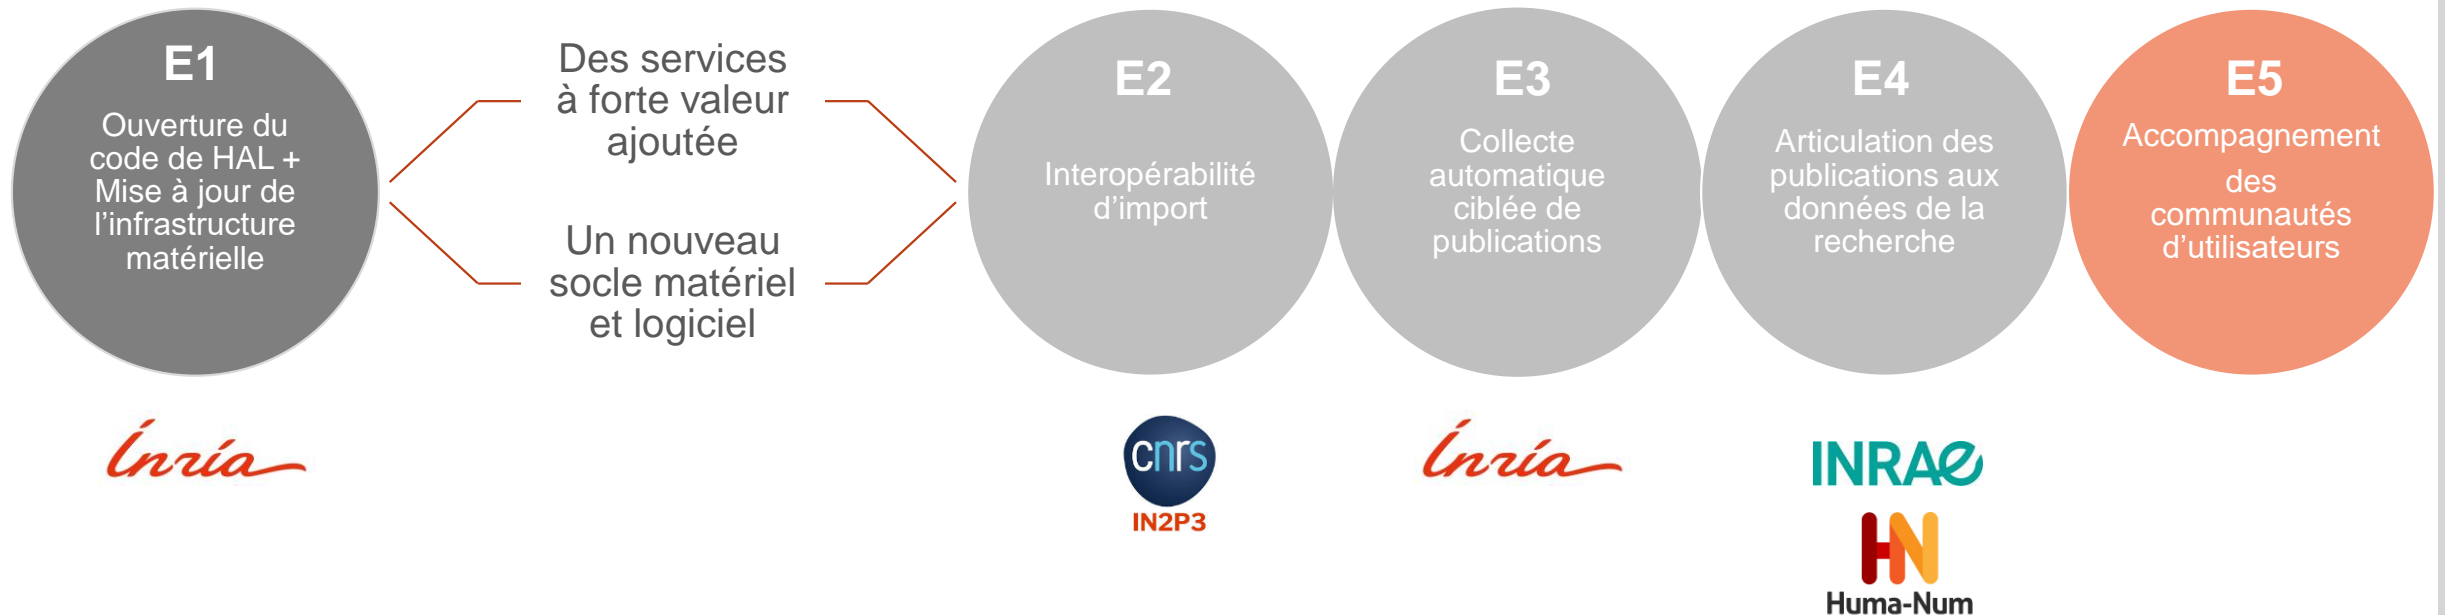 E1
Ouverture du
code de HAL +
Mise à jour de
l’infrastructure
matérielle
Des services
à forte valeur
ajoutée
Un nouveau
socle matériel
et logiciel
E2
Interopérabilité
d’import
E3
Collecte
automatique
ciblée de
publications
E4
Articulation des
publications aux
données de la
recherche
E5
Accompagnement
des
communautés
d’utilisateurs
Inria
cnrs
IN2P3
Inria
INRAE
HN
Huma-Num